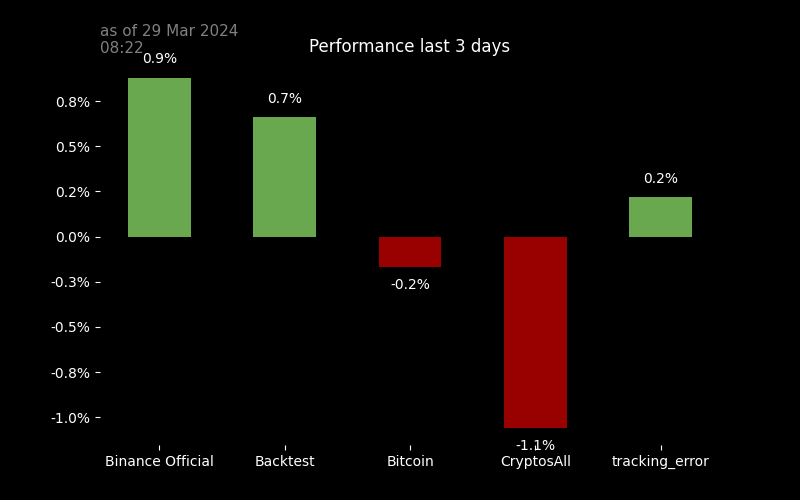 as of 29 Mar 2024
08:22
Performance last 3 days
0.9%
0.7%
0.8%
0.5%
0.2%
0.2%
0.0%
-0.3%
-0.2%
-0.5%
-0.8%
-1.0%
-1.1%
Binance Official
Backtest
Bitcoin
CryptosAll
tracking_error